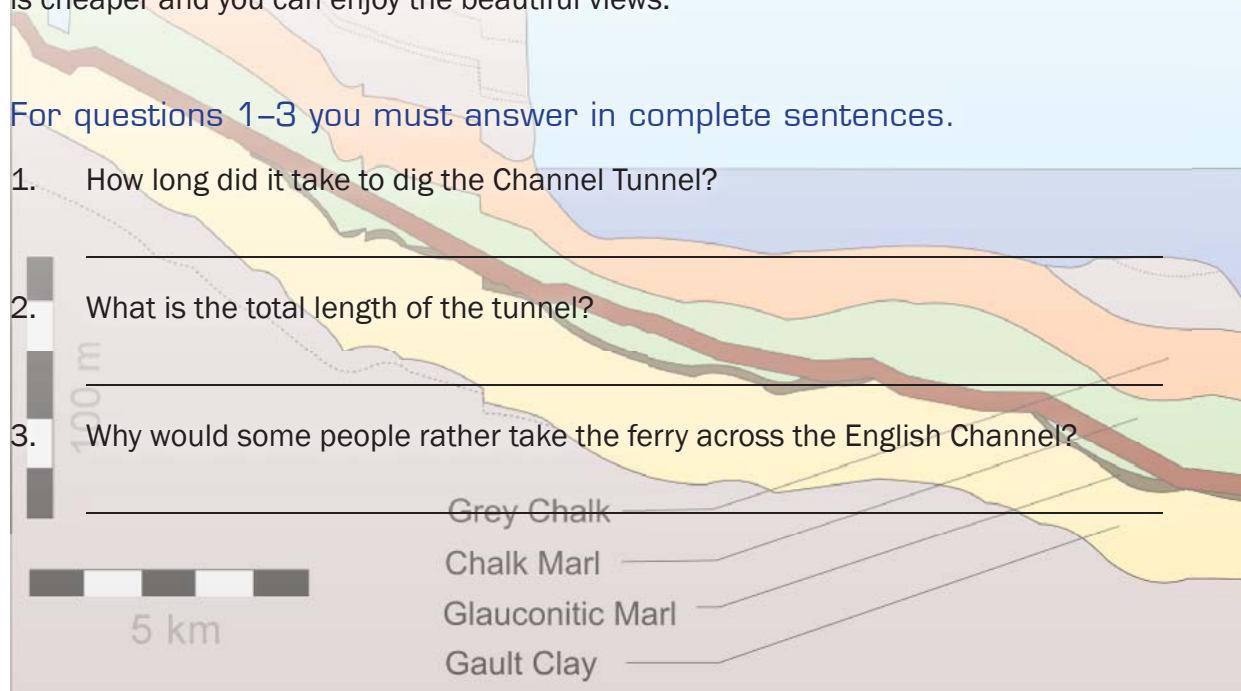 is cheaper and you can enjoy the beautiful views.
For questions 1–3 you must answer in complete sentences.
1. How long did it take to dig the Channel Tunnel?
2. What is the total length of the tunnel?
3. Why would some people rather take the ferry across the English Channel?
100 m
Grey Chalk
Chalk Marl
Glauconitic Marl
5 km
Gault Clay